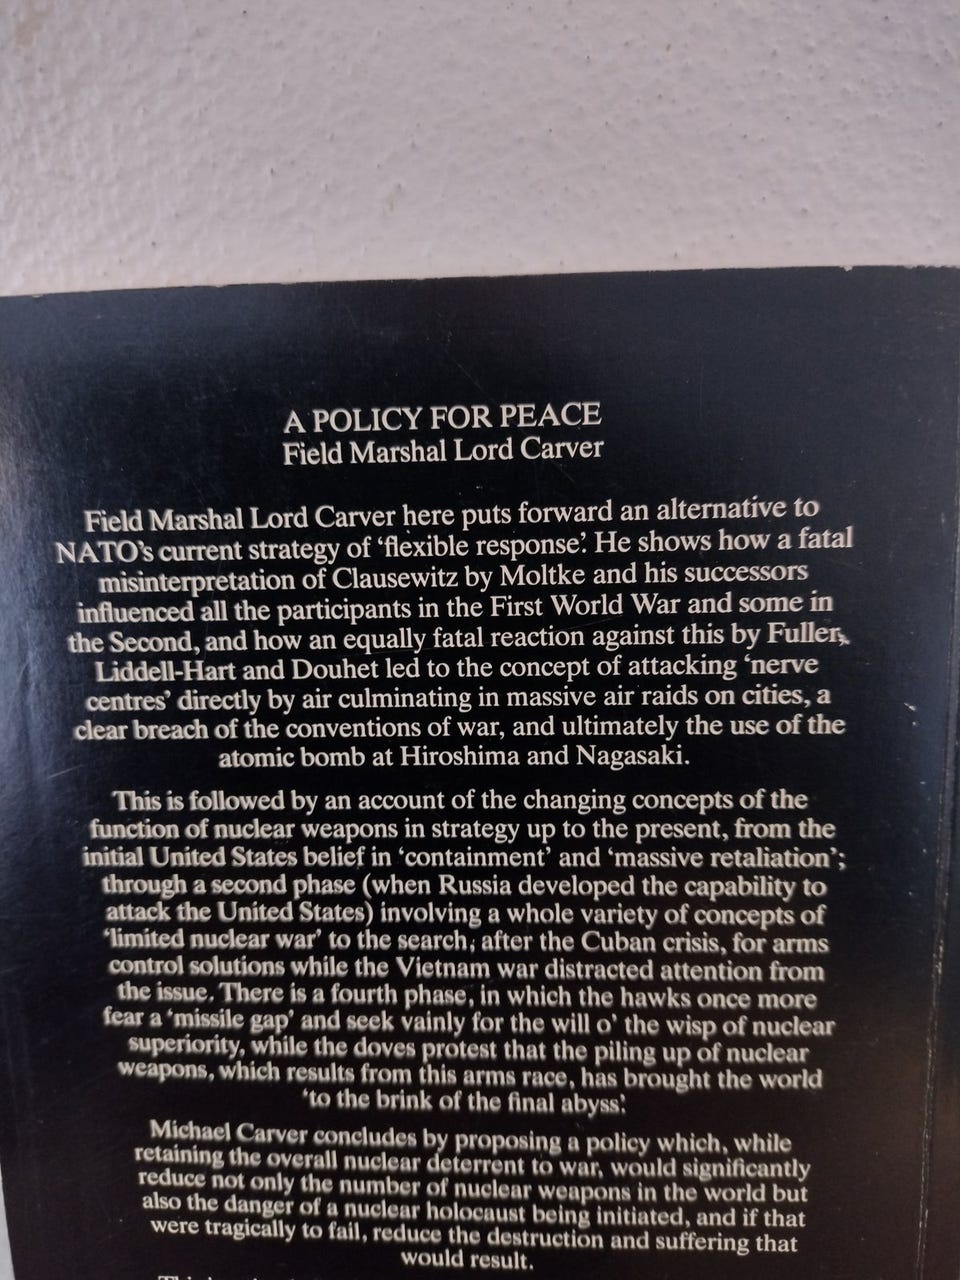 A POLICY FOR PEACE
Field Marshal Lord Carver
Field Marshal Lord Carver here puts forward an alternative to
NATO's current strategy of 'flexible response'. He shows how a fatal
misinterpretation of Clausewitz by Moltke and his successors
influenced all the participants in the First World War and some in
the Second, and how an equally fatal reaction against this by Fuller,
Liddell-Hart and Douhet led to the concept of attacking 'nerve
centres' directly by air culminating in massive air raids on cities, a
clear breach of the conventions of war, and ultimately the use of the
atomic bomb at Hiroshima and Nagasaki.
This is followed by an account of the changing concepts of the
function of nuclear weapons in strategy up to the present, from the
initial United States belief in 'containment' and 'massive retaliation';
through a second phase (when Russia developed the capability to
attack the United States) involving a whole variety of concepts of
'limited nuclear war' to the search, after the Cuban crisis, for arms
control solutions while the Vietnam war distracted attention from
the issue. There is a fourth phase, in which the hawks once more
fear a 'missile gap' and seek vainly for the will o' the wisp of nuclear
superiority, while the doves protest that the piling up of nuclear
weapons, which results from this arms race, has brought the world
'to the brink of the final abyss'.
Michael Carver concludes by proposing a policy which, while
retaining the overall nuclear deterrent to war, would significantly
reduce not only the number of nuclear weapons in the world but
also the danger of a nuclear holocaust being initiated, and if that
were tragically to fail, reduce the destruction and suffering that
would result.